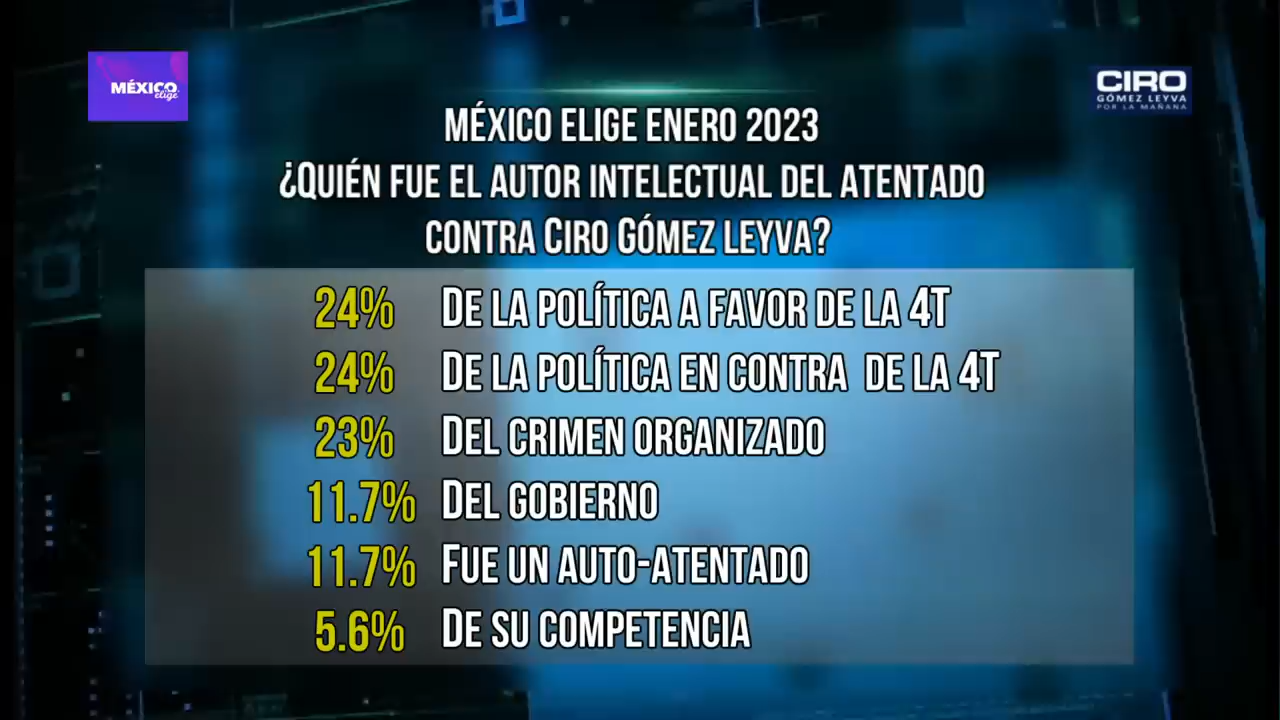 MÉXICO
elige
CIRO
GÓMEZ LEYVA
POR LA MAÑANA
MÉXICO ELIGE ENERO 2023
¿QUIÉN FUE EL AUTOR INTELECTUAL DEL ATENTADO
CONTRA CIRO GÓMEZ LEYVA?
24% DE LA POLÍTICA A FAVOR DE LA 4T
24% DE LA POLÍTICA EN CONTRA DE LA 4T
23% DEL CRIMEN ORGANIZADO
11.7% DEL GOBIERNO
11.7% FUE UN AUTO-ATENTADO
5.6% DE SU COMPETENCIA